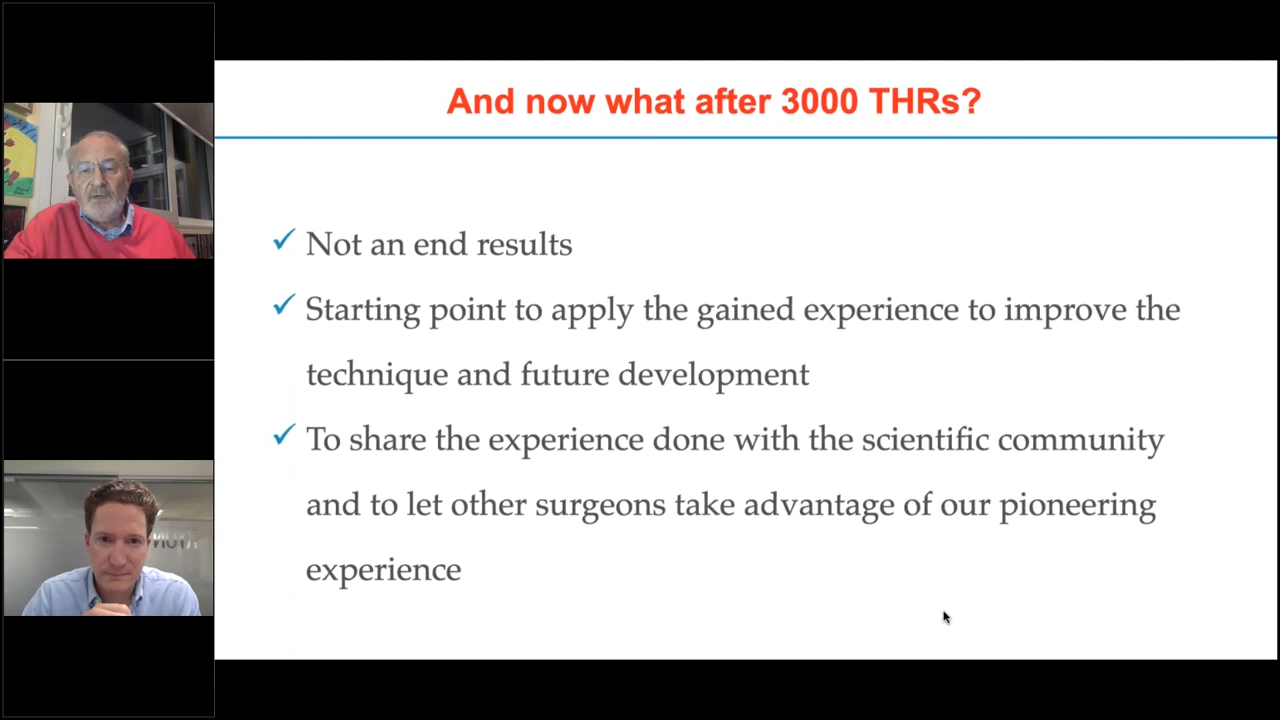 And now what after 3000 THRs?
✓ Not an end results
✓ Starting point to apply the gained experience to improve the
technique and future development
✓ To share the experience done with the scientific community
and to let other surgeons take advantage of our pioneering
experience